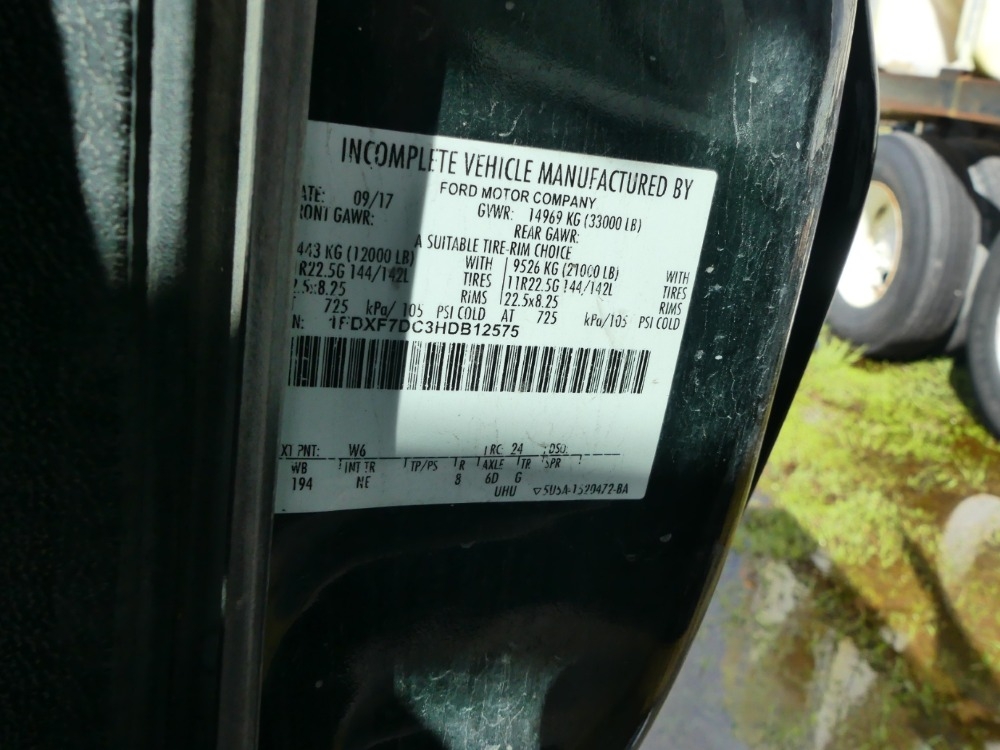 INCOMPLETE VEHICLE MANUFACTURED BY
FORD MOTOR COMPANY
ATE: 09/17
GVWR: 14969 KG (33000 LB)
RONT GAWR:
REAR GAWR:
A SUITABLE TIRE-RIM CHOICE
443 KG (12000 LB) WITH 9526 KG (21000 LB) WITH
R22.5G 144/142L TIRES 11R22.5G 144/142L TIRES
.5x8.25 RIMS 22.5x8.25 RIMS
725 kPa/105 PSI COLD AT 725 kPa/105 PSI COLD
N: 1FDXF7DC3HDB12575
XT PNT: W6 RC: 24 DSO:
WB INT TR TP/PS R AXLE TR SPR
194 NE 8 6D G
UHU ▽5U5A-1520472-BA